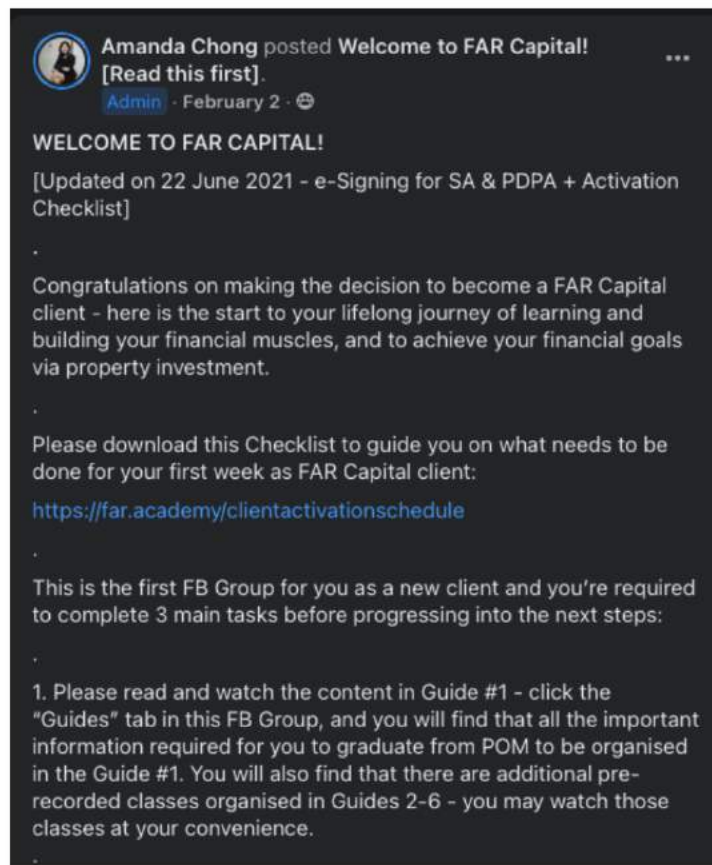 Amanda Chong posted Welcome to FAR Capital!
[Read this first].
Admin · February 2 ·
WELCOME TO FAR CAPITAL!
[Updated on 22 June 2021 - e-Signing for SA & PDPA + Activation
Checklist]
.
Congratulations on making the decision to become a FAR Capital
client - here is the start to your lifelong journey of learning and
building your financial muscles, and to achieve your financial goals
via property investment.
.
Please download this Checklist to guide you on what needs to be
done for your first week as FAR Capital client:
https://far.academy/clientactivationschedule
.
This is the first FB Group for you as a new client and you're required
to complete 3 main tasks before progressing into the next steps:
.
1. Please read and watch the content in Guide #1 - click the
“Guides” tab in this FB Group, and you will find that all the important
information required for you to graduate from POM to be organised
in the Guide #1. You will also find that there are additional pre-
recorded classes organised in Guides 2-6 - you may watch those
classes at your convenience.
.